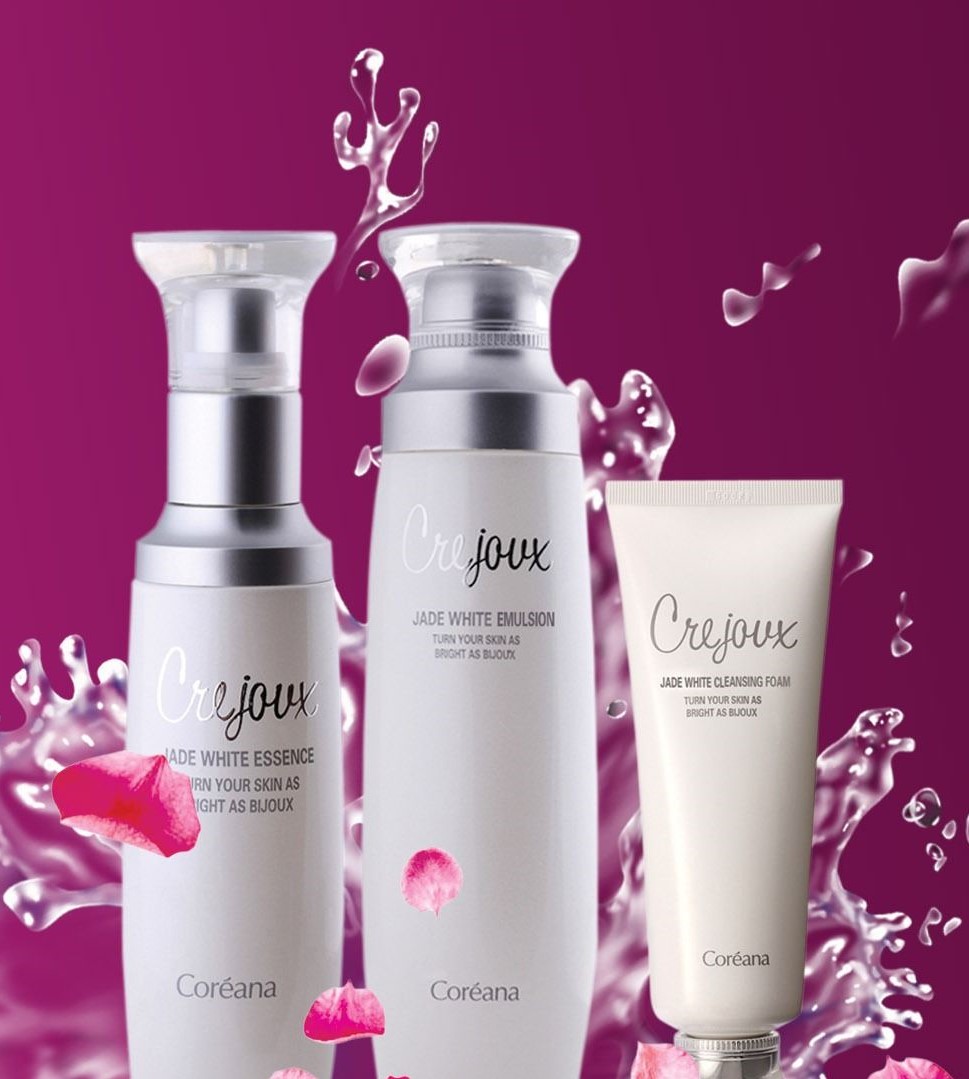 Crejoux
JADE WHITE ESSENCE
TURN YOUR SKIN AS
BRIGHT AS BIJOUX
Coréana
Crejoux
JADE WHITE EMULSION
TURN YOUR SKIN AS
BRIGHT AS BIJOUX
Coréana
Crejoux
JADE WHITE CLEANSING FOAM
TURN YOUR SKIN AS
BRIGHT AS BIJOUX
Coréana